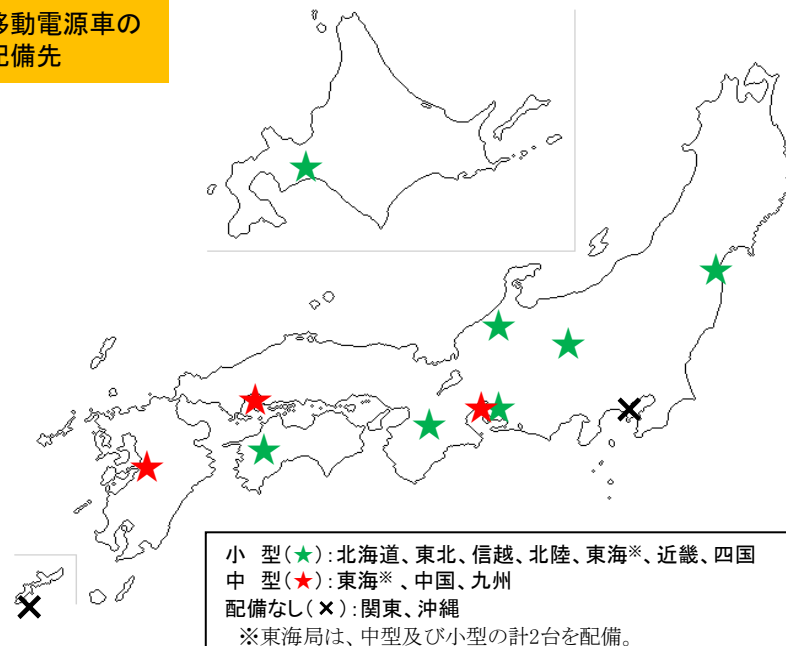 移動電源車の
配備先
小 型(★):北海道、東北、信越、北陸、東海※、近畿、四国
中 型(★):東海※ 、中国、九州
配備なし(×):関東、沖縄
※東海局は、中型及び小型の計2台を配備。